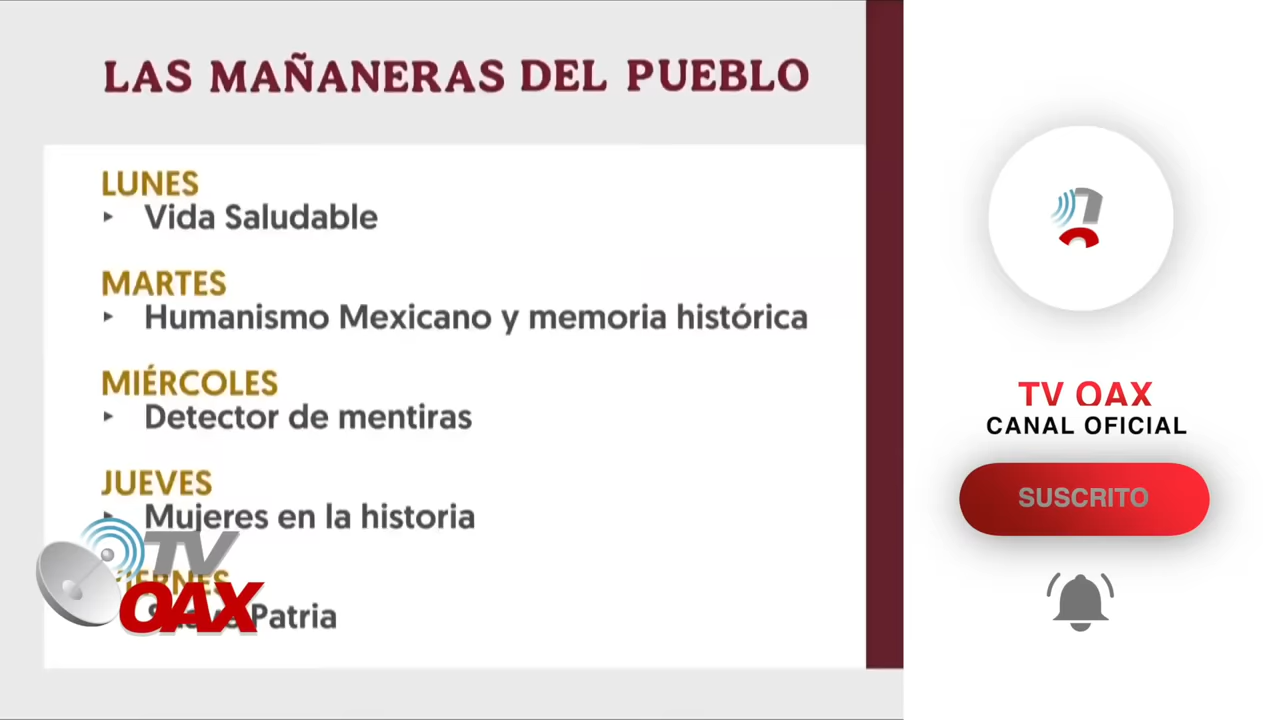 LAS MAÑANERAS DEL PUEBLO
LUNES
‣ Vida Saludable
MARTES
‣ Humanismo Mexicano y memoria histórica
MIÉRCOLES
‣ Detector de mentiras
JUEVES
‣ Mujeres en la historia
VIERNES
Patria
TV
OAX
TV OAX
CANAL OFICIAL
SUSCRITO